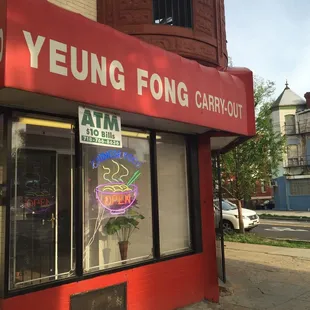 YEUNG FONG CARRY-OUT
ATM
$10 Bills
OPEN